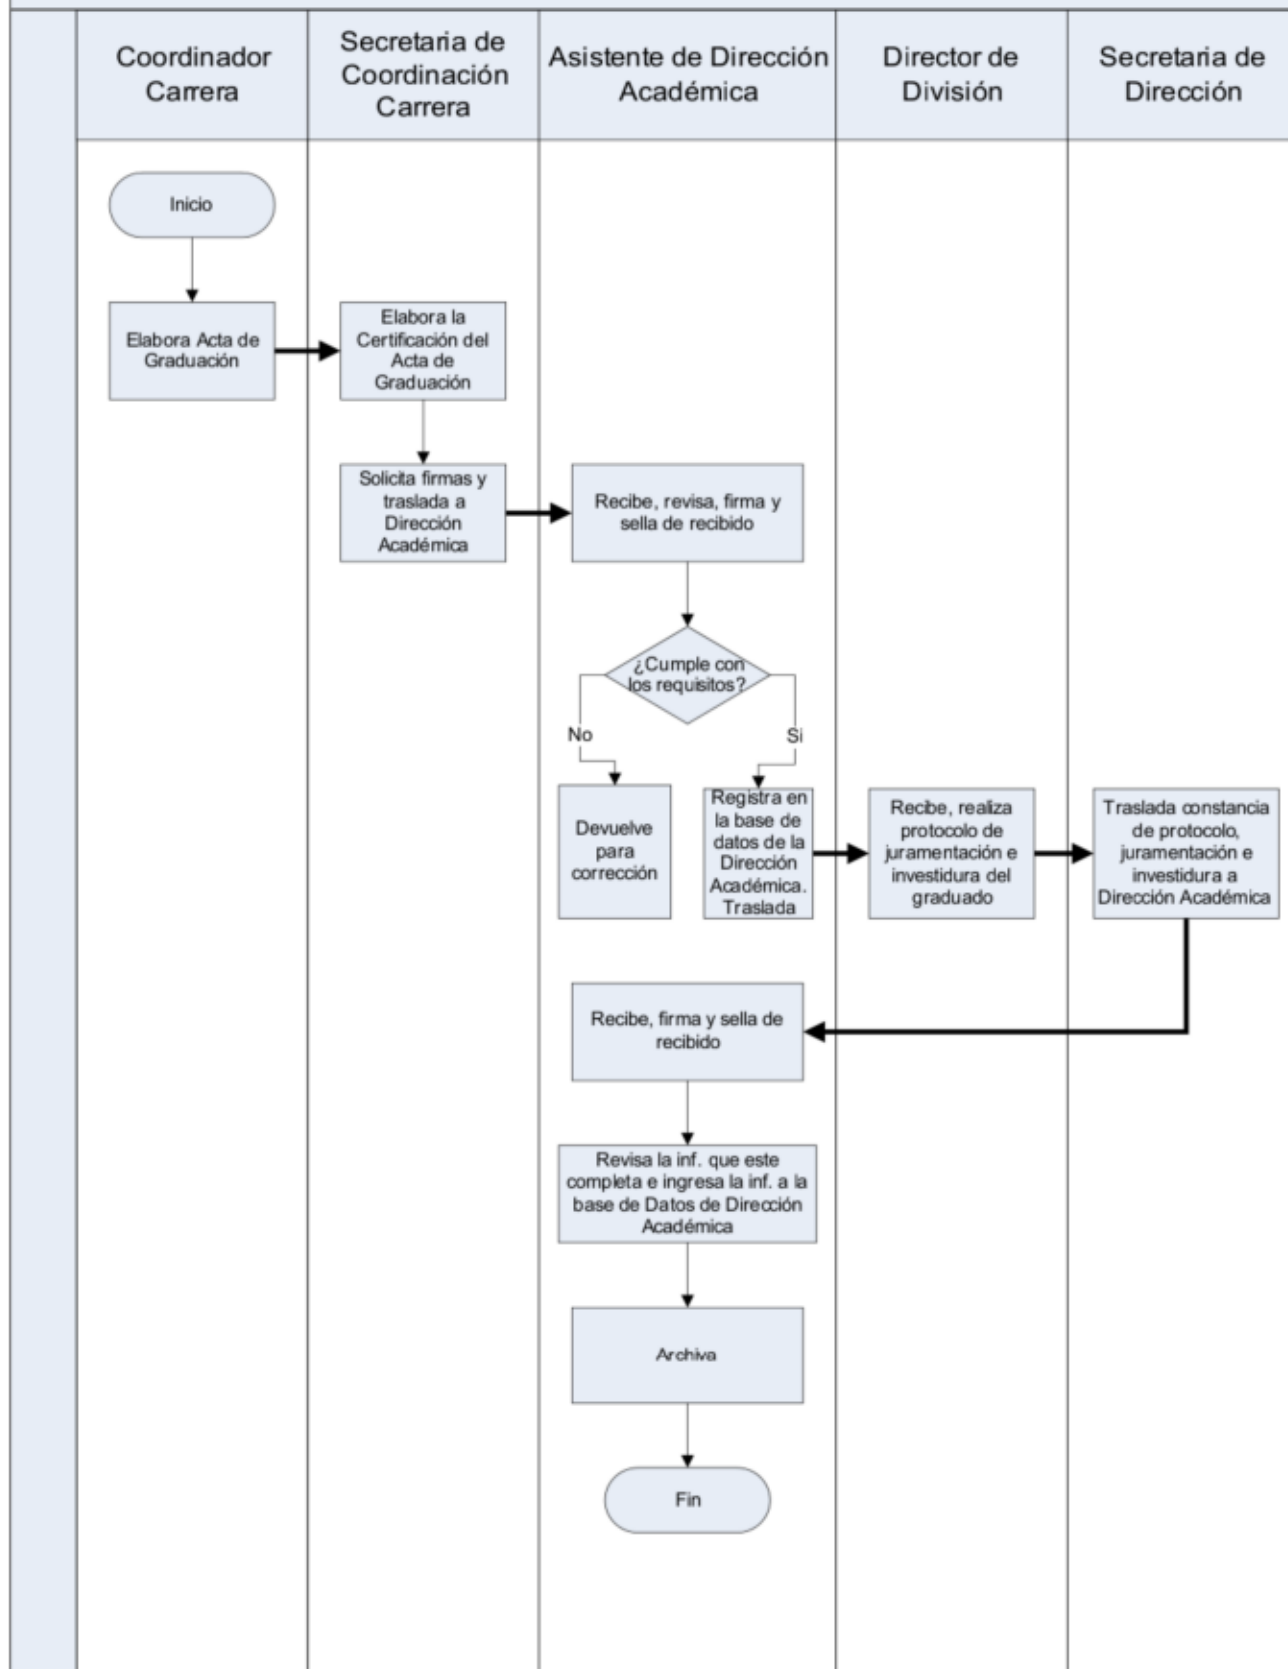 Coordinador
Carrera
Secretaria de
Coordinación
Carrera
Asistente de Dirección
Académica
Director de
División
Secretaria de
Dirección
Inicio
Elabora Acta de
Graduación
Elabora la
Certificación del
Acta de
Graduación
Solicita firmas y
traslada a
Dirección
Académica
Recibe, revisa, firma y
sella de recibido
¿Cumple con
los requisitos?
No
Si
Devuelve
para
corrección
Registra en
la base de
datos de la
Dirección
Académica.
Traslada
Recibe, realiza
protocolo de
juramentación e
investidura del
graduado
Traslada constancia
de protocolo,
juramentación e
investidura a
Dirección Académica
Recibe, firma y sella de
recibido
Revisa la inf. que este
completa e ingresa la inf. a la
base de Datos de Dirección
Académica
Archiva
Fin